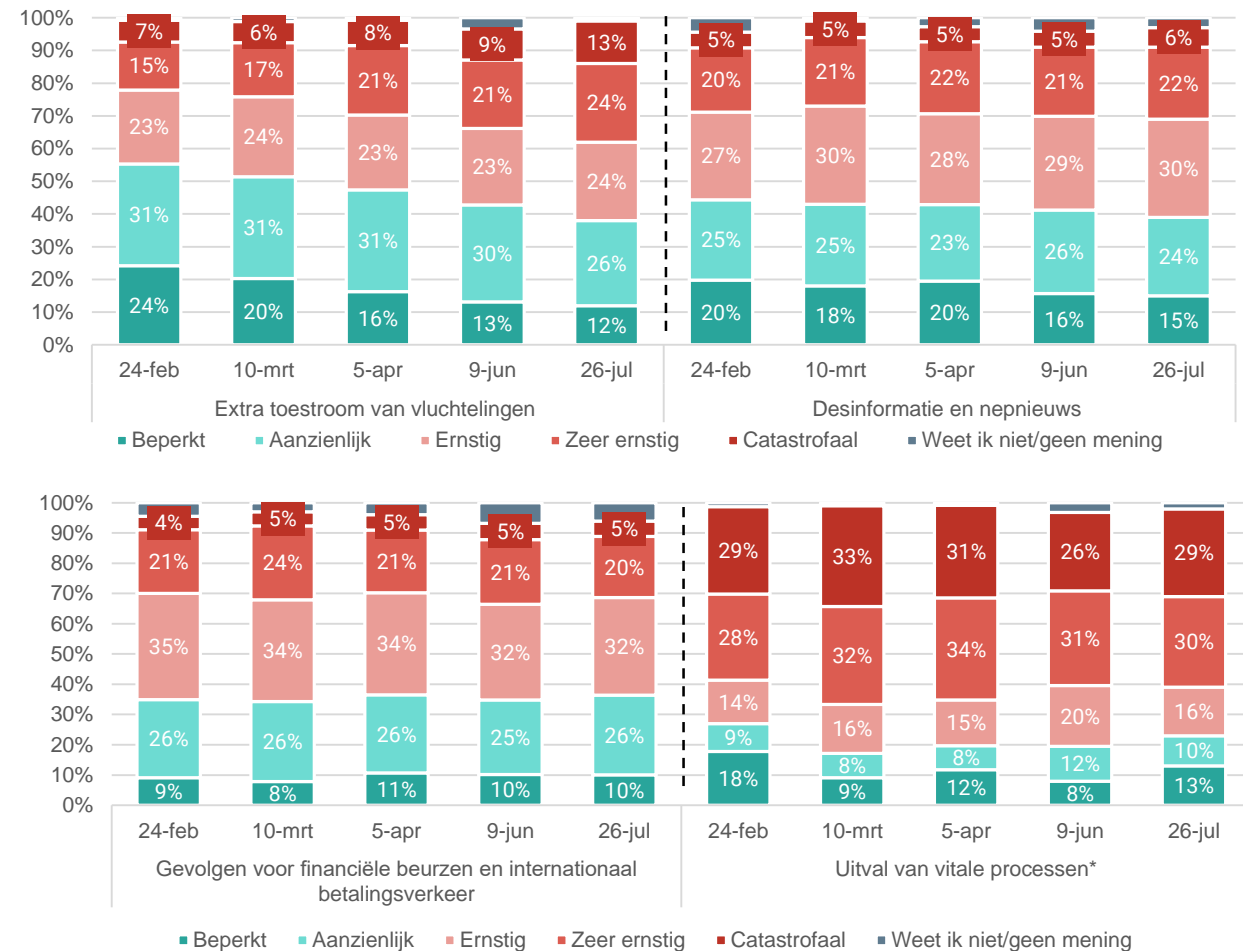 100%
90%
80%
70%
60%
50%
40%
30%
20%
10%
0%
7% 6% 8% 9% 13% 5% 5% 5% 5% 6%
15% 17% 21% 21% 24% 20% 21% 22% 21% 22%
23% 24% 23% 23% 24% 27% 30% 28% 29% 30%
31% 31% 31% 30% 26% 25% 25% 23% 26% 24%
24% 20% 16% 13% 12% 20% 18% 20% 16% 15%
24-feb 10-mrt 5-apr 9-jun 26-jul 24-feb 10-mrt 5-apr 9-jun 26-jul
Extra toestroom van vluchtelingen Desinformatie en nepnieuws
Beperkt Aanzienlijk Ernstig Zeer ernstig Catastrofaal Weet ik niet/geen mening
100%
90%
80%
70%
60%
50%
40%
30%
20%
10%
0%
4% 5% 5% 5% 5% 29% 33% 31% 26% 29%
21% 24% 21% 21% 20% 28% 32% 34% 31% 30%
35% 34% 34% 32% 32% 14% 16% 15% 20% 16%
26% 26% 26% 25% 26% 9% 8% 8% 12% 10%
9% 8% 11% 10% 10% 18% 9% 12% 8% 13%
24-feb 10-mrt 5-apr 9-jun 26-jul 24-feb 10-mrt 5-apr 9-jun 26-jul
Gevolgen voor financiële beurzen en internationaal
betalingsverkeer
Uitval van vitale processen*
Beperkt Aanzienlijk Ernstig Zeer ernstig Catastrofaal Weet ik niet/geen mening